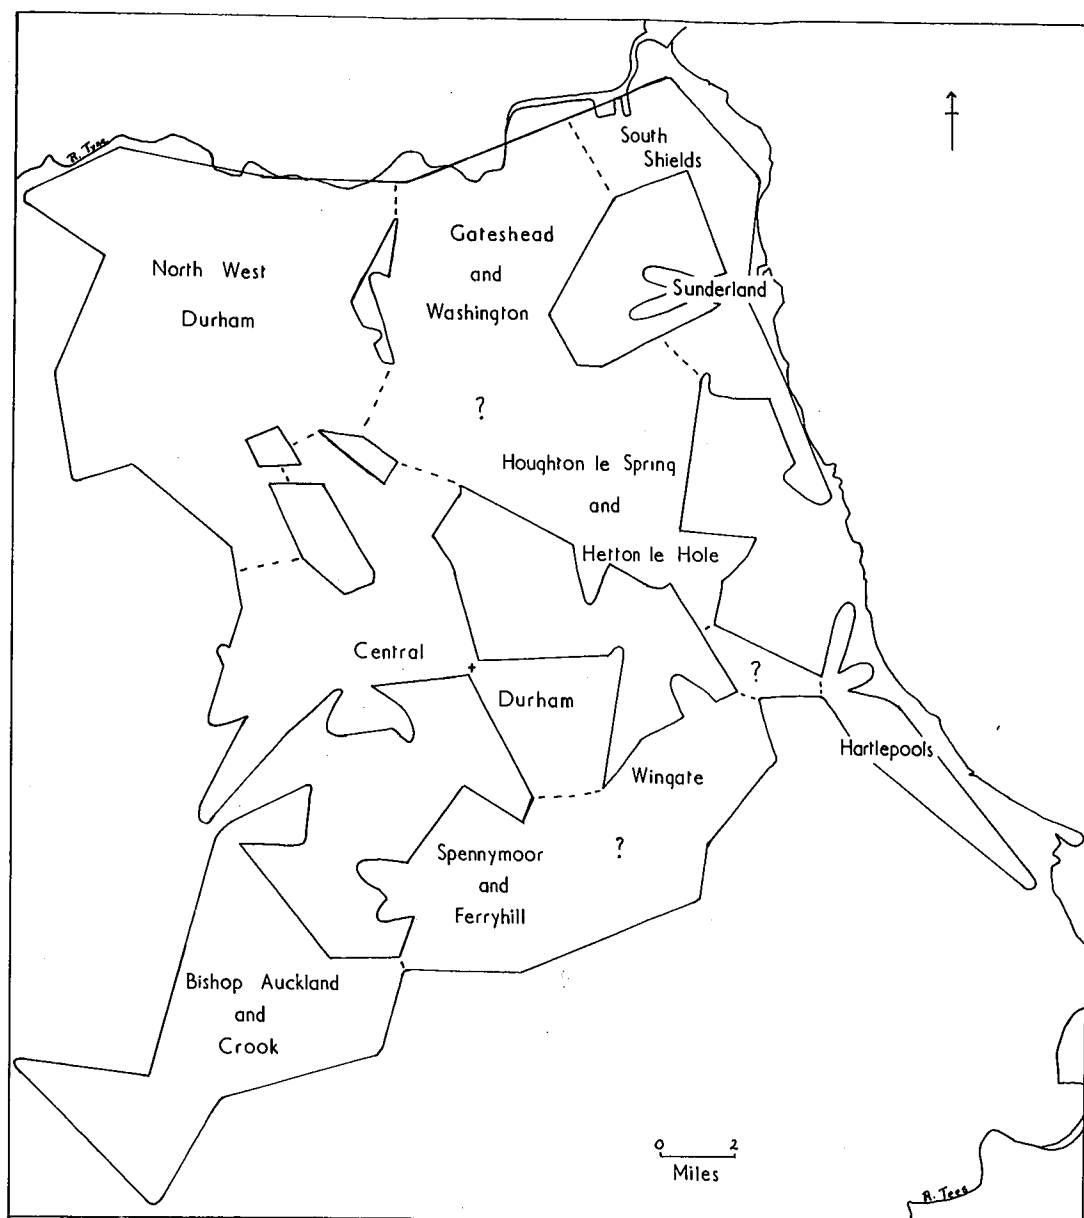 R. Tyne
South
Shields
Gateshead
and
Washington
North West
Durham
Sunderland
?
Houghton le Spring
and
Hetton le Hole
Central
Durham
?
Hartlepools
Wingate
?
Spennymoor
and
Ferryhill
Bishop Auckland
and
Crook
0 2
Miles
R. Tees